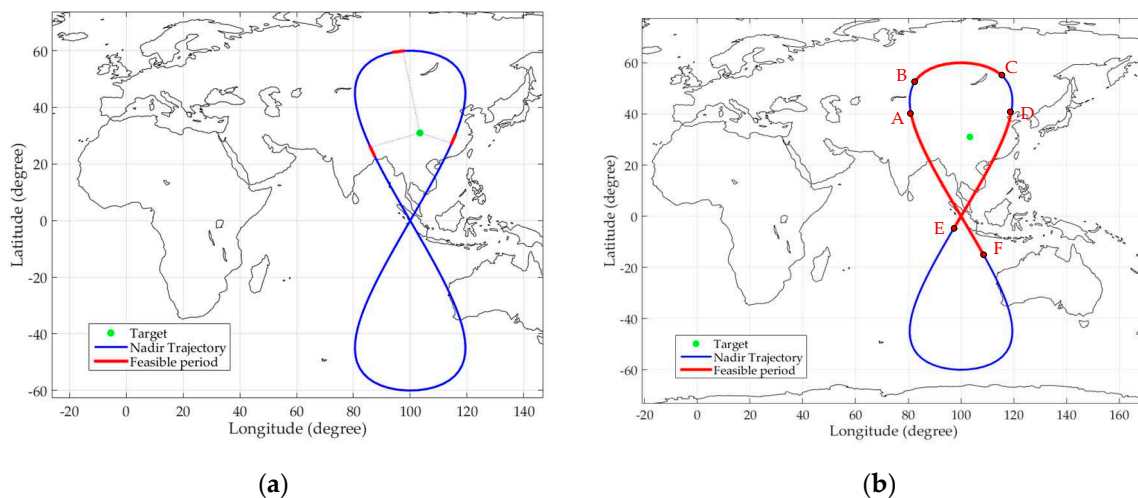 60
40
20
0
-20
-40
-60
Latitude (degree)
Target
Nadir Trajectory
Feasible period
-20 0 20 40 60 80 100 120 140
Longitude (degree)
(a)
60
40
20
0
-20
-40
-60
Latitude (degree)
B
C
A
D
E
F
Target
Nadir Trajectory
Feasible period
-20 0 20 40 60 80 100 120 140 160
Longitude (degree)
(b)